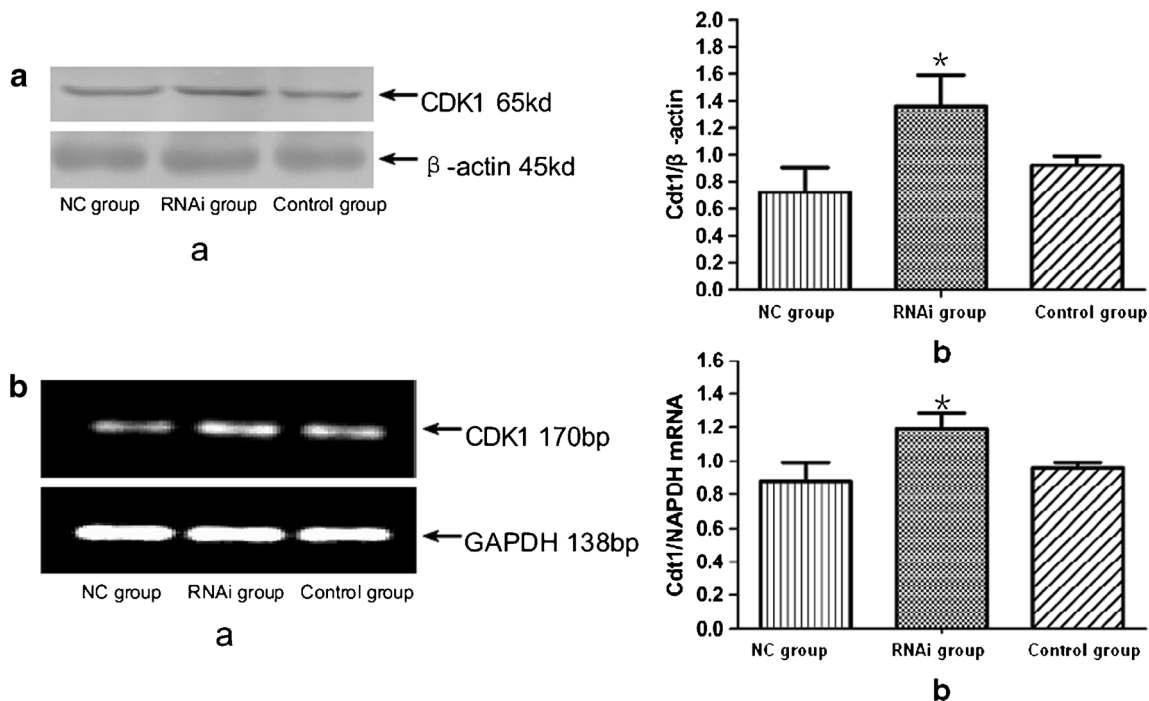 a
CDK1 65kd
β-actin 45kd
NC group RNAi group Control group
a
Cdt1/β-actin
2.0
1.8
1.6
1.4
1.2
1.0
0.8
0.6
0.4
0.2
0.0
*
NC group RNAi group Control group
b
b
CDK1 170bp
GAPDH 138bp
NC group RNAi group Control group
a
Cdt1/NAPDH mRNA
1.6
1.4
1.2
1.0
0.8
0.6
0.4
0.2
0.0
*
NC group RNAi group Control group
b